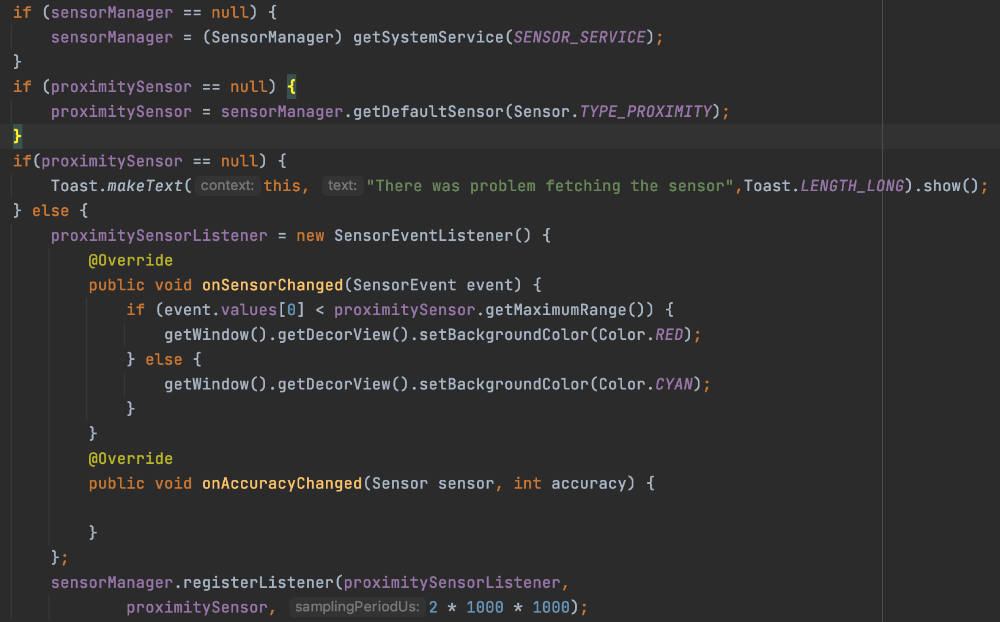 if (sensorManager == null) {
    sensorManager = (SensorManager) getSystemService(SENSOR_SERVICE);
}
if (proximitySensor == null) {
    proximitySensor = sensorManager.getDefaultSensor(Sensor.TYPE_PROXIMITY);
}
if(proximitySensor == null) {
    Toast.makeText( context: this,  text: "There was problem fetching the sensor",Toast.LENGTH_LONG).show();
} else {
    proximitySensorListener = new SensorEventListener() {
        @Override
        public void onSensorChanged(SensorEvent event) {
            if (event.values[0] < proximitySensor.getMaximumRange()) {
                getWindow().getDecorView().setBackgroundColor(Color.RED);
            } else {
                getWindow().getDecorView().setBackgroundColor(Color.CYAN);
            }
        }
        @Override
        public void onAccuracyChanged(Sensor sensor, int accuracy) {

        }
    };
    sensorManager.registerListener(proximitySensorListener,
            proximitySensor,  samplingPeriodUs: 2 * 1000 * 1000);